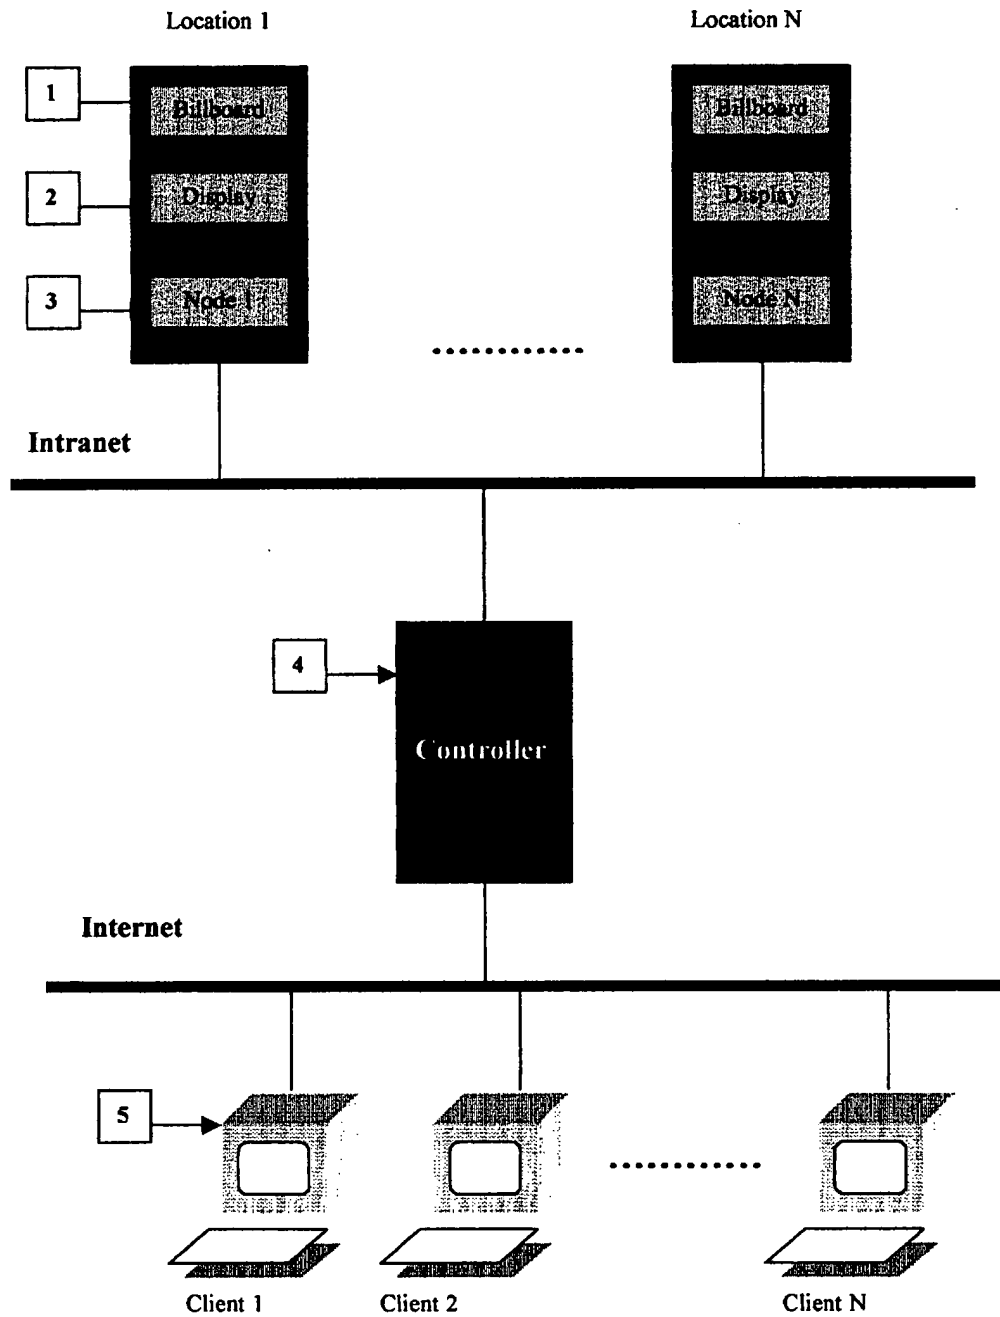 Location 1
Location N
1
Billboard
Billboard
2
Display
Display
3
Node 1
Node N
Intranet
4
Controller
Internet
5
Client 1
Client 2
Client N